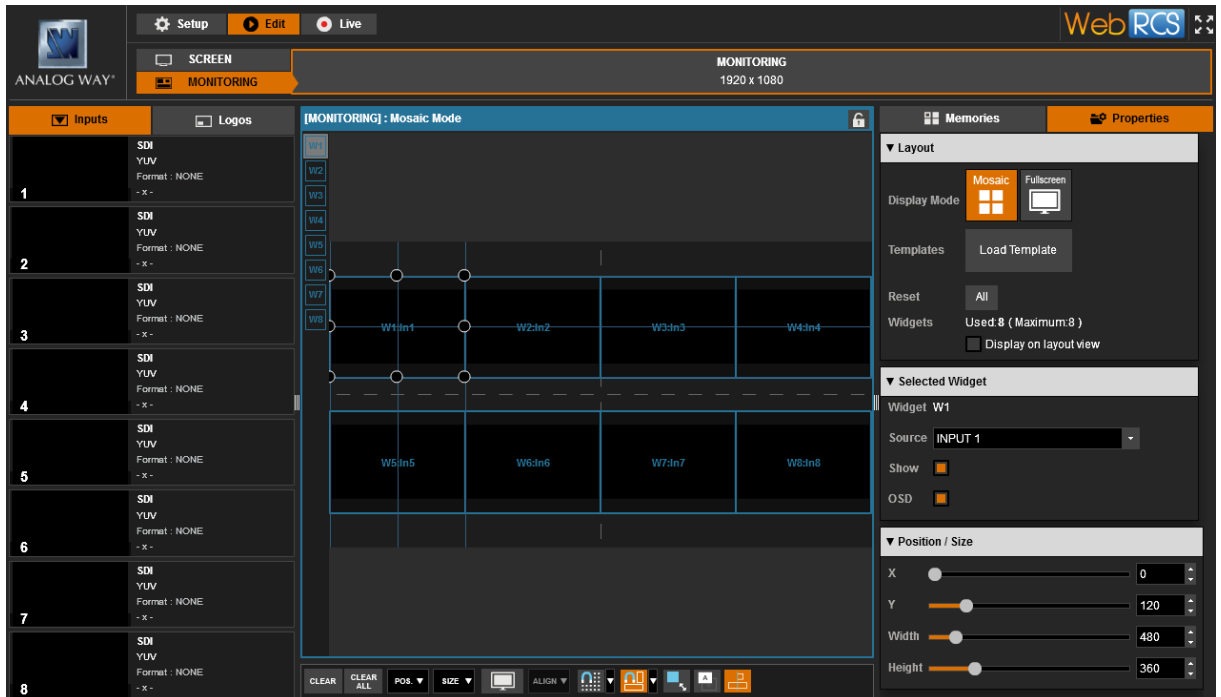 Setup
Edit
Live
Web RCS
ANALOG WAY®
SCREEN
MONITORING
MONITORING
1920 x 1080
Inputs
Logos
1
SDI
YUV
Format : NONE
- x -
2
SDI
YUV
Format : NONE
- x -
3
SDI
YUV
Format : NONE
- x -
4
SDI
YUV
Format : NONE
- x -
5
SDI
YUV
Format : NONE
- x -
6
SDI
YUV
Format : NONE
- x -
7
SDI
YUV
Format : NONE
- x -
8
SDI
YUV
Format : NONE
- x -
[MONITORING] : Mosaic Mode
W1
W2
W3
W4
W5
W6
W7
W8
W1:In1
W2:In2
W3:In3
W4:In4
W5:In5
W6:In6
W7:In7
W8:In8
CLEAR
CLEAR
ALL
POS. ▼
SIZE ▼
ALIGN ▼
A
Memories
Properties
▼ Layout
Display Mode
Mosaic
Fullscreen
Templates
Load Template
Reset
All
Widgets
Used:8 ( Maximum:8 )
Display on layout view
▼ Selected Widget
Widget W1
Source INPUT 1
Show
OSD
▼ Position / Size
X 0
Y 120
Width 480
Height 360